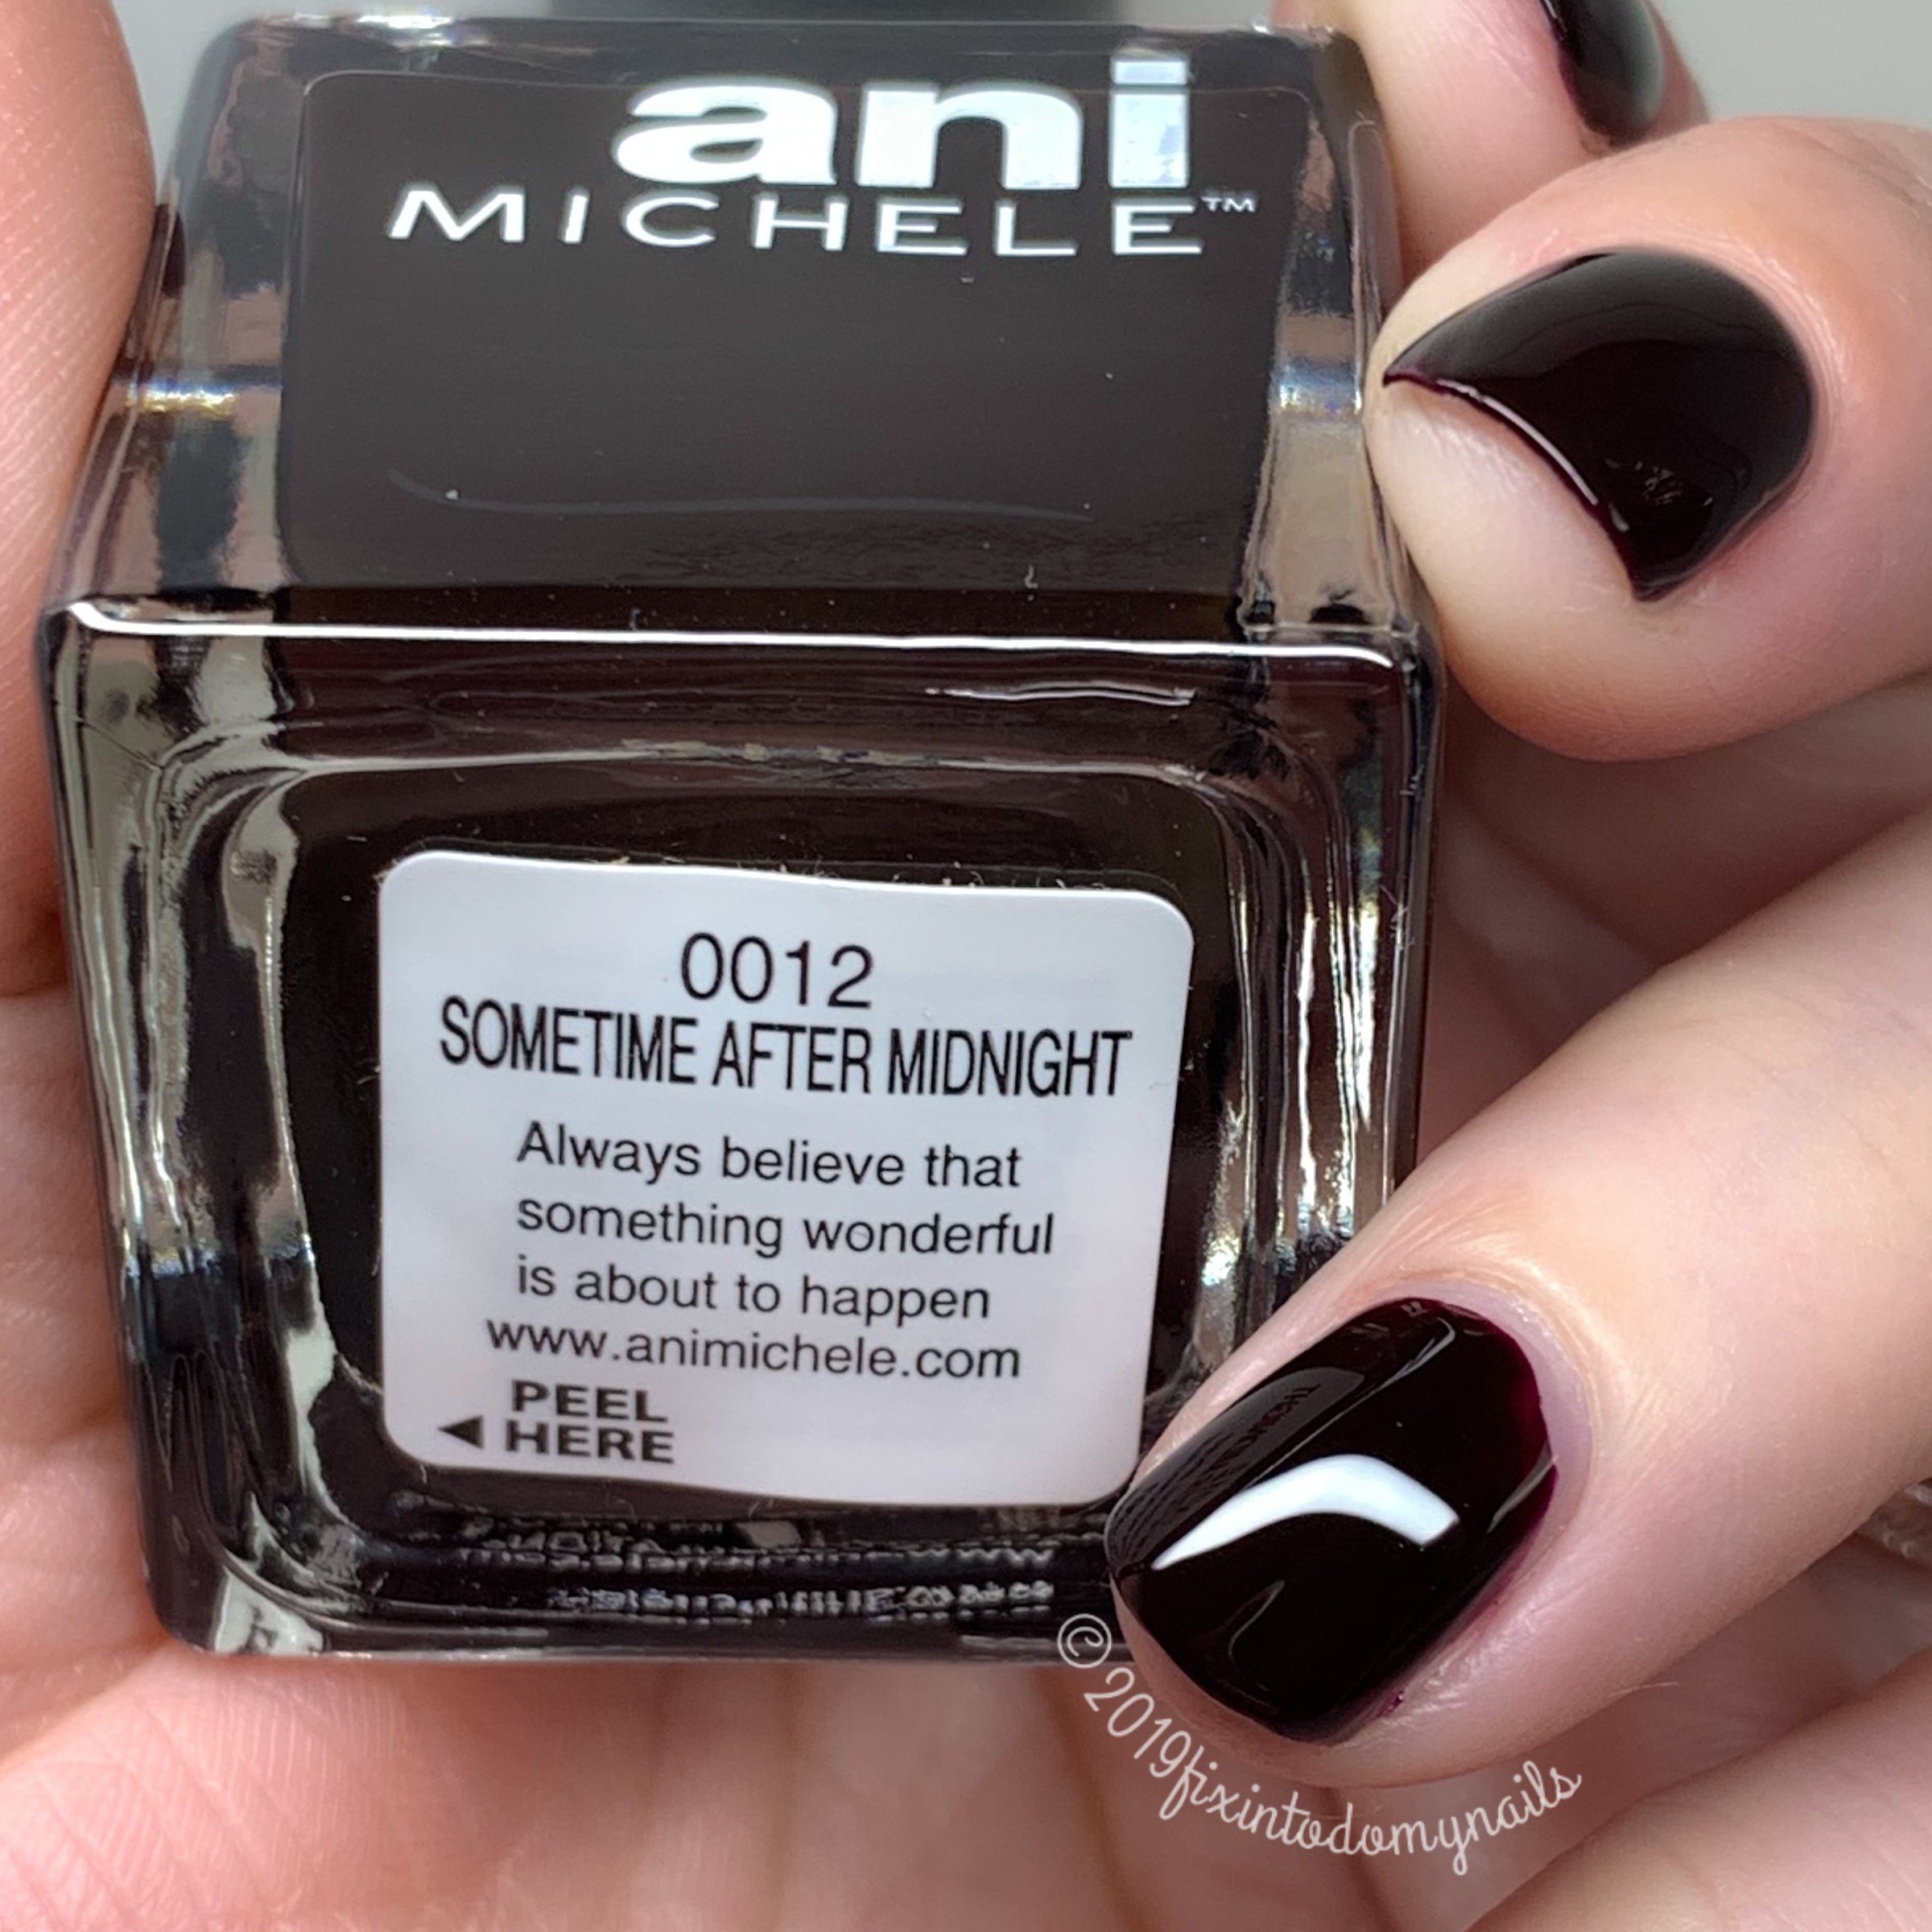 ani
MICHELE™
0012
SOMETIME AFTER MIDNIGHT
Always believe that
something wonderful
is about to happen
www.animichele.com
◀ PEEL
HERE
©2019fixintodomynails